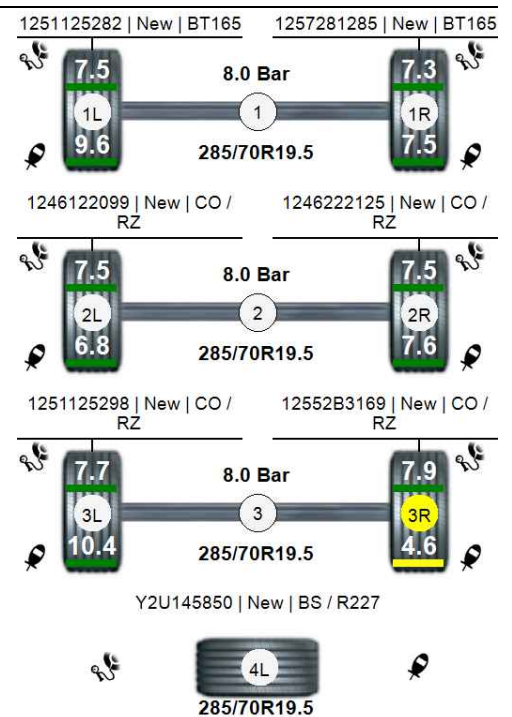 1251125282 | New | BT165
1257281285 | New | BT165
7.5
8.0 Bar
7.3
1L
1
1R
9.6
285/70R19.5
7.5
1246122099 | New | CO /
RZ
1246222125 | New | CO /
RZ
7.5
8.0 Bar
7.5
2L
2
2R
6.8
285/70R19.5
7.6
1251125298 | New | CO /
RZ
12552B3169 | New | CO /
RZ
7.7
8.0 Bar
7.9
3L
3
3R
10.4
285/70R19.5
4.6
Y2U145850 | New | BS / R227
4L
285/70R19.5